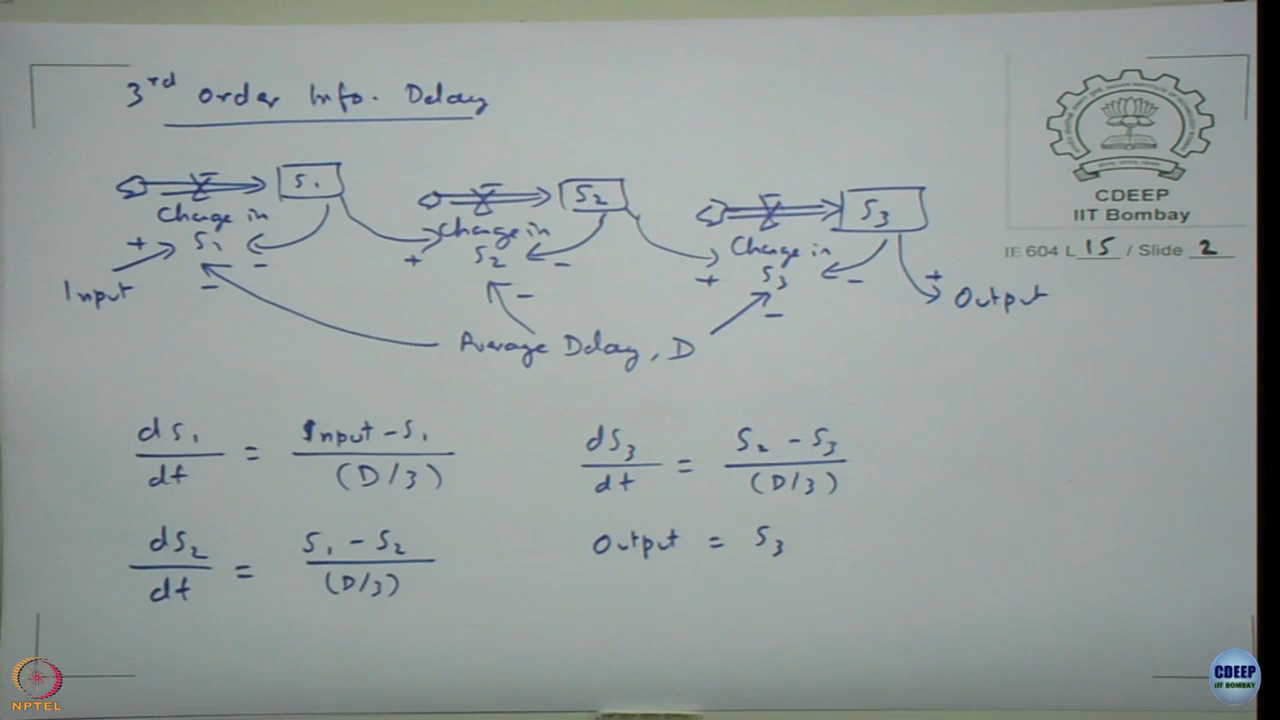 3rd Order Info. Delay
S1
S2
S3
Change in
S1
Change in
S2
Change in
S3
+
-
-
+
-
-
+
-
-
+
Input
Output
Average Delay, D
dS1/dt = Input - S1/(D/3)
dS3/dt = S2 - S3/(D/3)
dS2/dt = S1 - S2/(D/3)
Output = S3
CDEEP
IIT Bombay
IE 604 L 15 / Slide 2
NPTEL
CDEEP
IIT BOMBAY